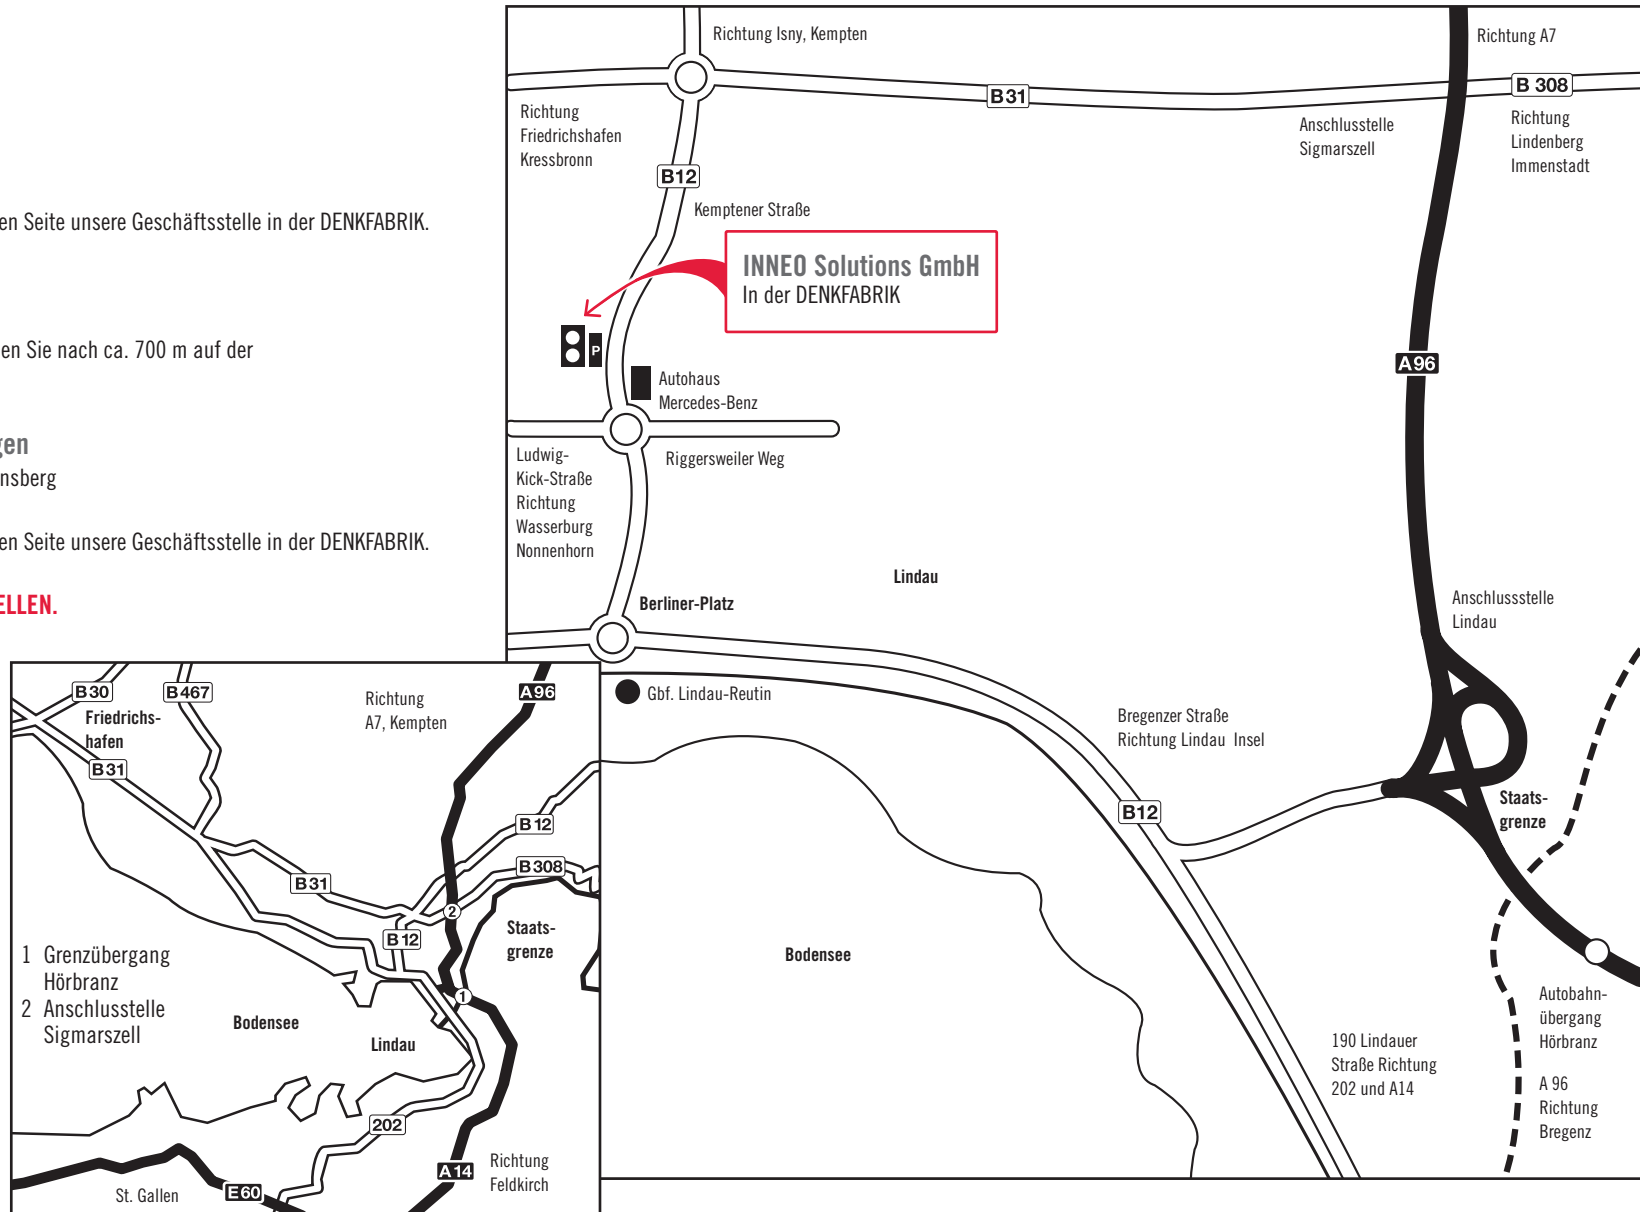 en Seite unsere Geschäftsstelle in der DENKFABRIK.
en Sie nach ca. 700 m auf der
gen
nsberg
en Seite unsere Geschäftsstelle in der DENKFABRIK.
ELLEN.
Richtung Isny, Kempten
Richtung A7
B31
B 308
Richtung
Friedrichshafen
Kressbronn
Anschlusstelle
Sigmarszell
Richtung
Lindenberg
Immenstadt
B12
Kemptener Straße
INNEO Solutions GmbH
In der DENKFABRIK
P
A96
Autohaus
Mercedes-Benz
Ludwig-
Kick-Straße
Richtung
Wasserburg
Nonnenhorn
Riggersweiler Weg
Lindau
Berliner-Platz
Anschlussstelle
Lindau
Gbf. Lindau-Reutin
Bregenzer Straße
Richtung Lindau Insel
B12
Staats-
grenze
Bodensee
190 Lindauer
Straße Richtung
202 und A14
Autobahn-
übergang
Hörbranz
A 96
Richtung
Bregenz
B30
B467
Richtung
A7, Kempten
A96
Friedrichs-
hafen
B31
B12
B308
B31
2
B12
Staats-
grenze
1 Grenzübergang
Hörbranz
2 Anschlusstelle
Sigmarszell
1
Bodensee
Lindau
202
A14
Richtung
Feldkirch
St. Gallen
E60